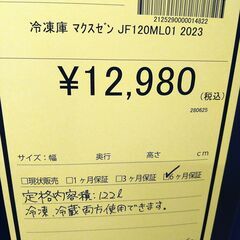 2125290000014822
冷凍庫 マクスゼン JF120ML01 2023
¥12,980
(税込)
280625
サイズ：幅 奥行 高さ cm
□現状販売 □1ヶ月保証 □3ヶ月保証 ☑6ヶ月保証
定格内容積：122l
冷凍、冷蔵両方使用できます。